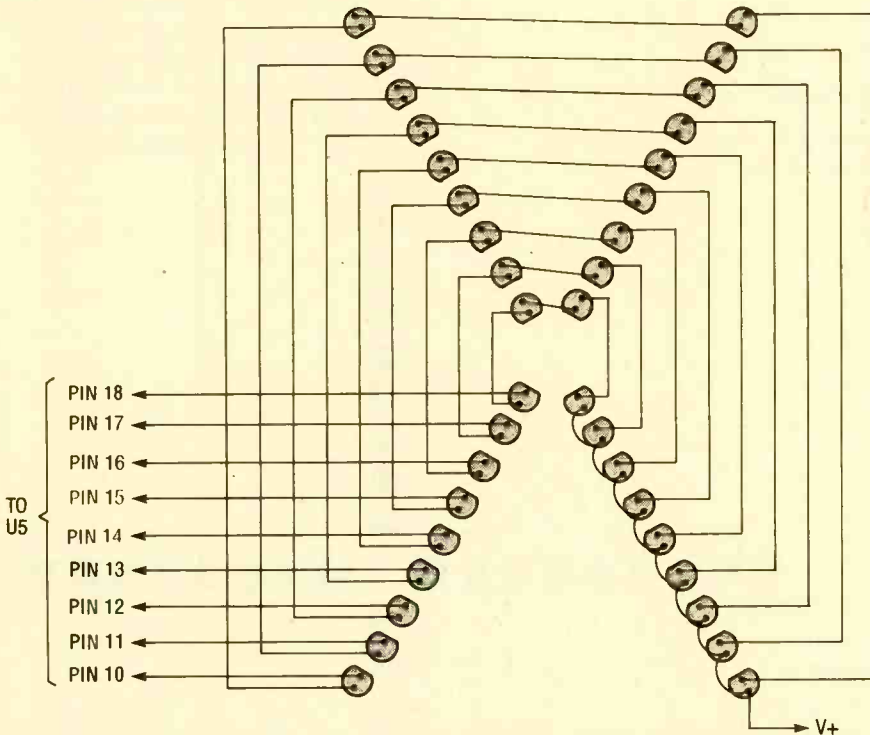 PIN 18
PIN 17
PIN 16
TO
U5
PIN 15
PIN 14
PIN 13
PIN 12
PIN 11
PIN 10
V+